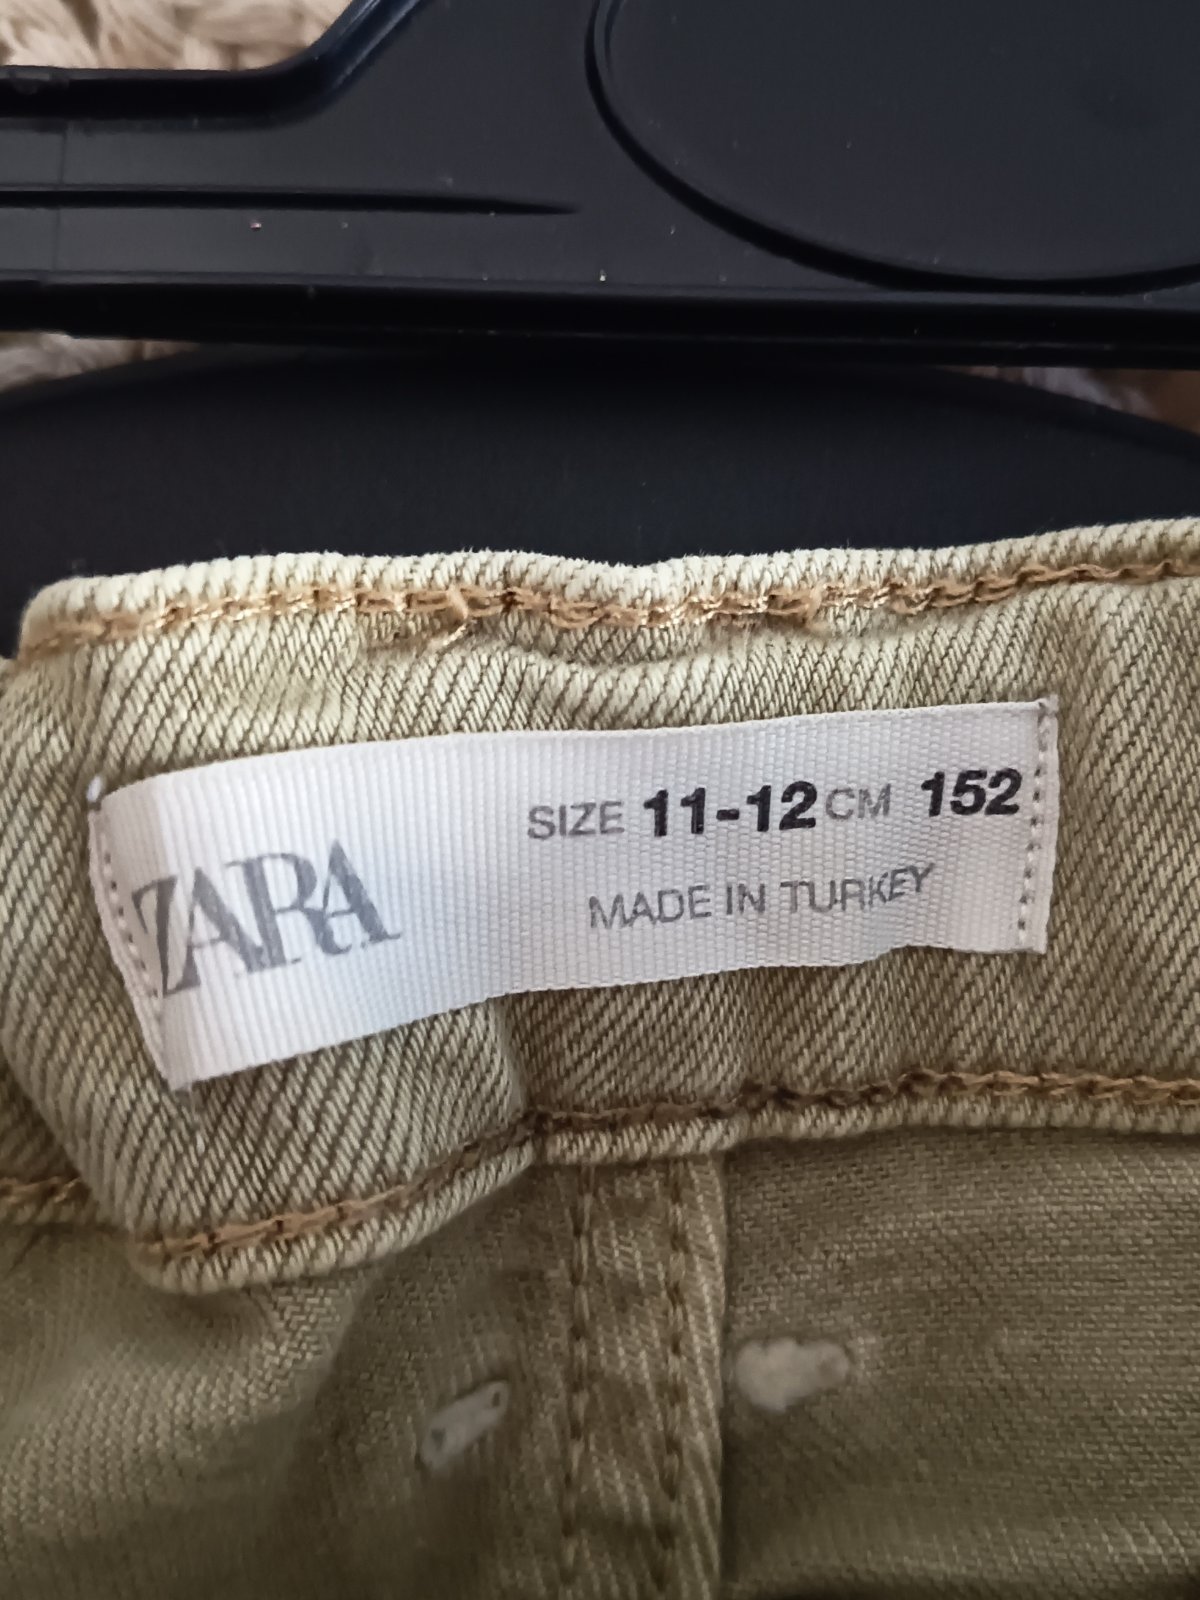 ZARA
SIZE 11-12 CM 152
MADE IN TURKEY